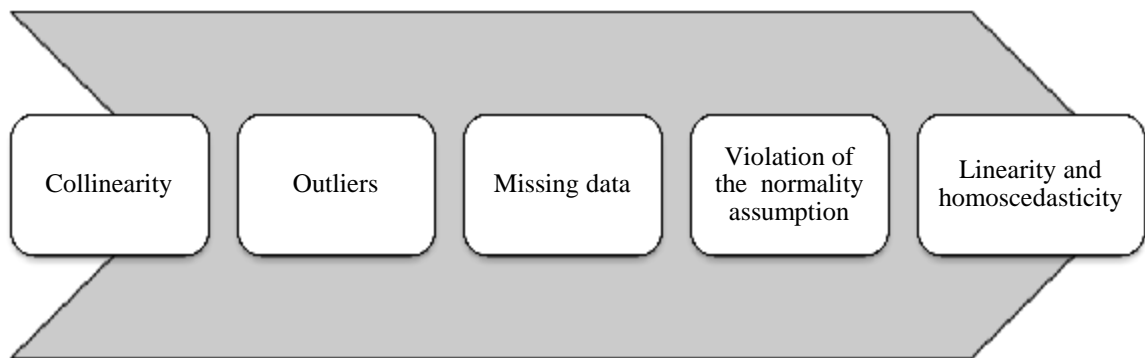 Collinearity
Outliers
Missing data
Violation of
the normality
assumption
Linearity and
homoscedasticity